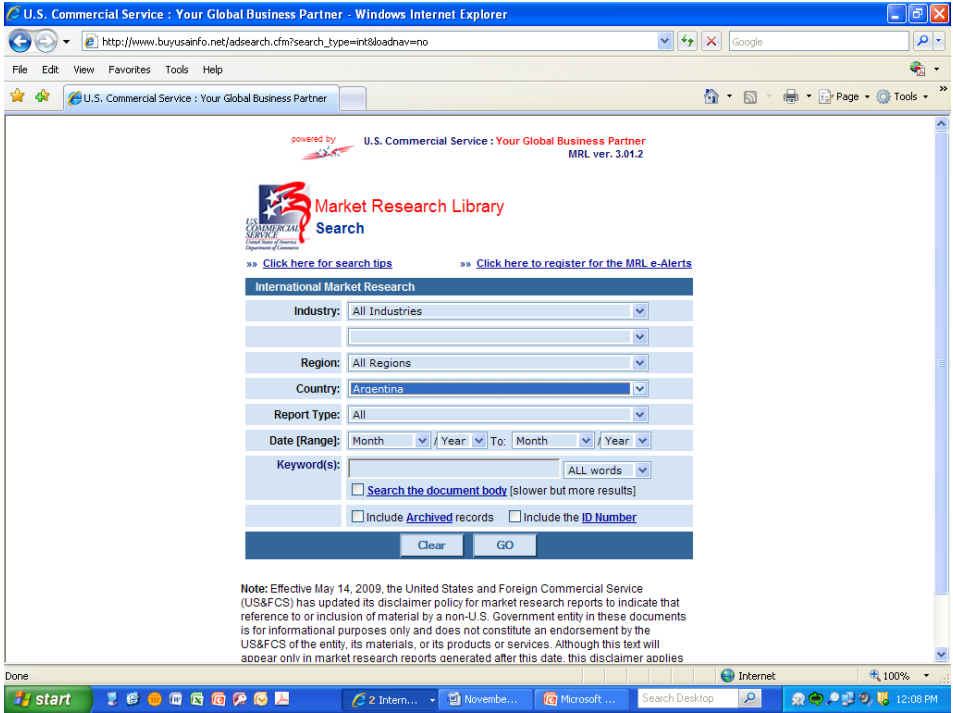 U.S. Commercial Service : Your Global Business Partner - Windows Internet Explorer
http://www.buyusainfo.net/adsearch.cfm?search_type=int&loadnav=no
Google
File Edit View Favorites Tools Help
U.S. Commercial Service : Your Global Business Partner
Page Tools »
powered by
U.S. Commercial Service : Your Global Business Partner
MRL ver. 3.01.2
U.S. COMMERCIAL SERVICE
United States of America
Department of Commerce
Market Research Library
Search
»» Click here for search tips
»» Click here to register for the MRL e-Alerts
International Market Research
Industry: All Industries
Region: All Regions
Country: Argentina
Report Type: All
Date [Range]: Month / Year To: Month / Year
Keyword(s): ALL words
Search the document body [slower but more results]
Include Archived records Include the ID Number
Clear GO
Note: Effective May 14, 2009, the United States and Foreign Commercial Service
(US&FCS) has updated its disclaimer policy for market research reports to indicate that
reference to or inclusion of material by a non-U.S. Government entity in these documents
is for informational purposes only and does not constitute an endorsement by the
US&FCS of the entity, its materials, or its products or services. Although this text will
appear only in market research reports generated after this date, this disclaimer applies
Done Internet 100%
start 2 Intern... Novembe... Microsoft ... Search Desktop 12:08 PM